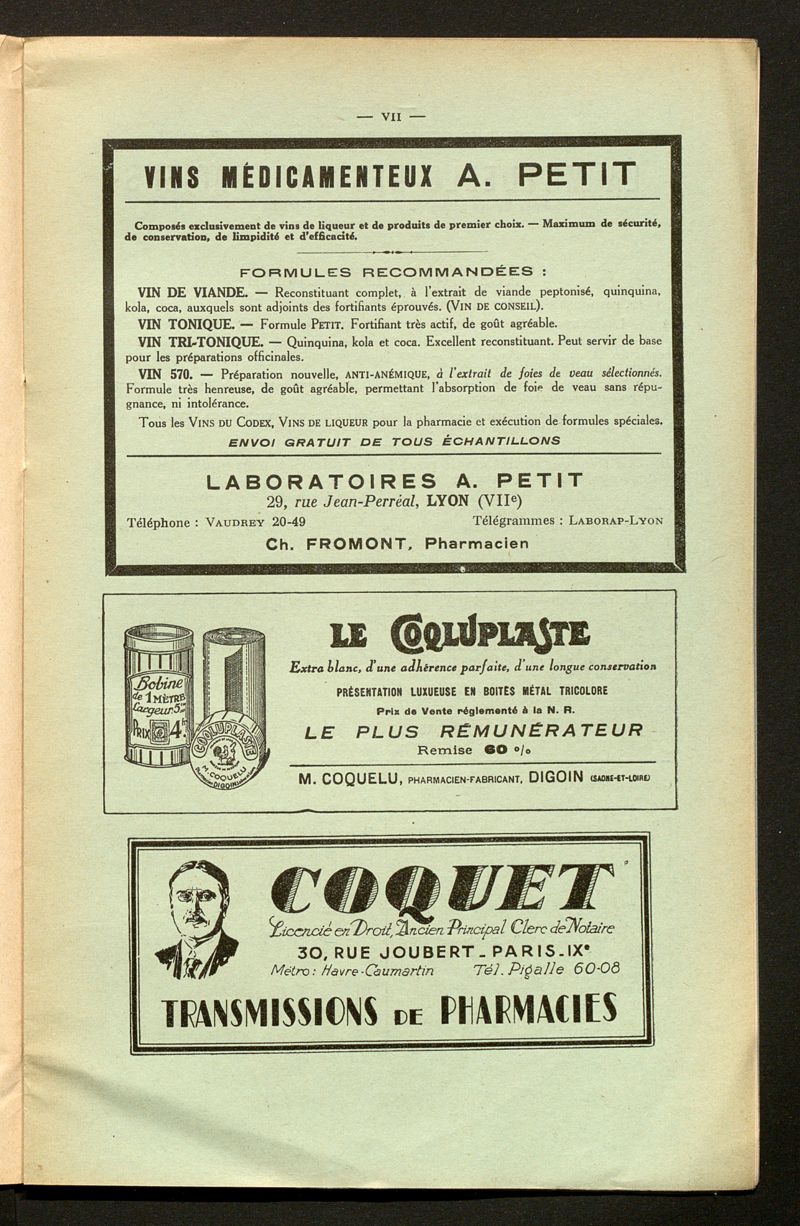 — VII —
VINS MÉDICAMENTEUX A. PETIT
Composés exclusivement de vins de liqueur et de produits de premier choix. — Maximum de sécurité,
de conservation, de limpidité et d'efficacité.
FORMULES RECOMMANDÉES :
VIN DE VIANDE. — Reconstituant complet, à l'extrait de viande peptonisé, quinquina,
kola, coca, auxquels sont adjoints des fortifiants éprouvés. (VIN DE CONSEIL).
VIN TONIQUE. — Formule PETIT. Fortifiant très actif, de goût agréable.
VIN TRI-TONIQUE. — Quinquina, kola et coca. Excellent reconstituant. Peut servir de base
pour les préparations officinales.
VIN 570. — Préparation nouvelle, ANTI-ANÉMIQUE, à l'extrait de foies de veau sélectionnés.
Formule très henreuse, de goût agréable, permettant l'absorption de foie de veau sans répu-
gnance, ni intolérance.
Tous les VINS DU CODEX, VINS DE LIQUEUR pour la pharmacie et exécution de formules spéciales.
ENVOI GRATUIT DE TOUS ÉCHANTILLONS
LABORATOIRES A. PETIT
29, rue Jean-Perréal, LYON (VIIe)
Téléphone : VAUDREY 20-49 Télégrammes : LABORAP-LYON
Ch. FROMONT, Pharmacien
LE COQLUPLASTE
Extra blanc, d'une adhérence parfaite, d'une longue conservation
PRÉSENTATION LUXUEUSE EN BOITES MÉTAL TRICOLORE
Prix de Vente réglementé à la N. R.
LE PLUS RÉMUNÉRATEUR
Remise 60 %
M. COQUELU, PHARMACIEN-FABRICANT, DIGOIN (SAONE-ET-LOIRE)
Bobine
de 1 MÈTRE
Largeur 5cm
PRIX 4fr
COQLUPLASTE
M. COQUELU
DIGOIN
COQUET
Licencié en Droit, Ancien Principal Clerc de Notaire
30, RUE JOUBERT - PARIS-IXe
Métro : Havre-Caumartin Tél. Pigalle 60-08
TRANSMISSIONS DE PHARMACIES